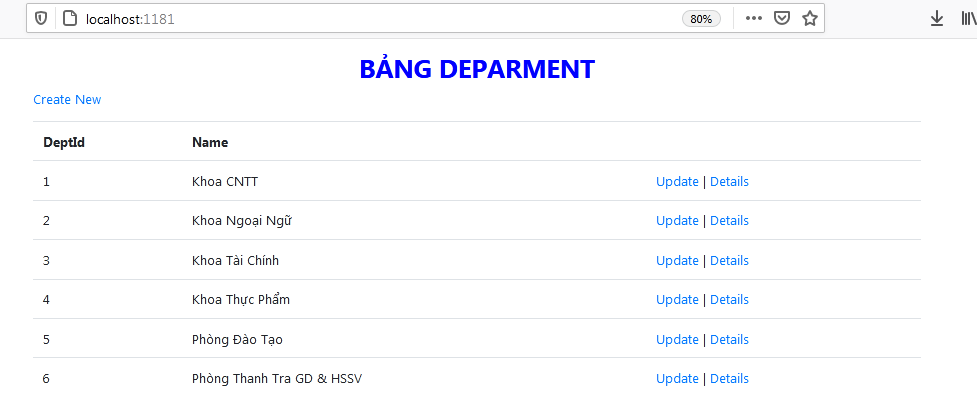 localhost:1181 80%
BẢNG DEPARMENT
Create New
DeptId Name
1 Khoa CNTT Update | Details
2 Khoa Ngoại Ngữ Update | Details
3 Khoa Tài Chính Update | Details
4 Khoa Thực Phẩm Update | Details
5 Phòng Đào Tạo Update | Details
6 Phòng Thanh Tra GD & HSSV Update | Details